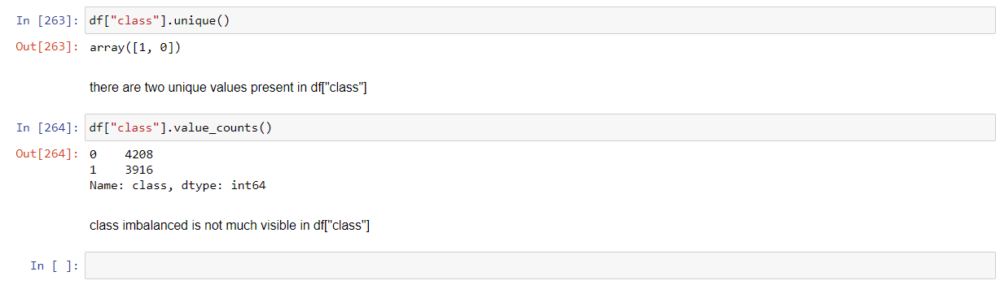 In [263]: df["class"].unique()
Out[263]: array([1, 0])
there are two unique values present in df["class"]
In [264]: df["class"].value_counts()
Out[264]: 0    4208
1    3916
Name: class, dtype: int64
class imbalanced is not much visible in df["class"]
In [ ]: